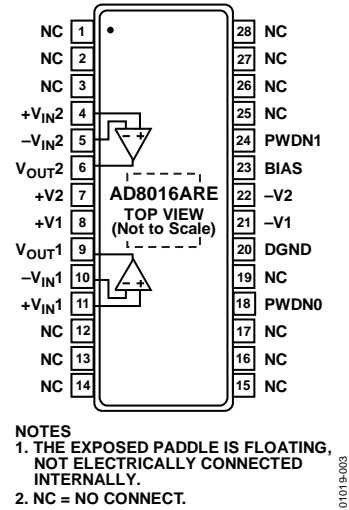 NC 1 28 NC
NC 2 27 NC
NC 3 26 NC
+VIN2 4 25 NC
–VIN2 5 24 PWDN1
VOUT2 6 23 BIAS
+V2 7 22 –V2
+V1 8 21 –V1
VOUT1 9 20 DGND
–VIN1 10 19 NC
+VIN1 11 18 PWDN0
NC 12 17 NC
NC 13 16 NC
NC 14 15 NC
– +
AD8016ARE
TOP VIEW
(Not to Scale)
– +
NOTES
1. THE EXPOSED PADDLE IS FLOATING,
NOT ELECTRICALLY CONNECTED
INTERNALLY.
2. NC = NO CONNECT.
01019-003